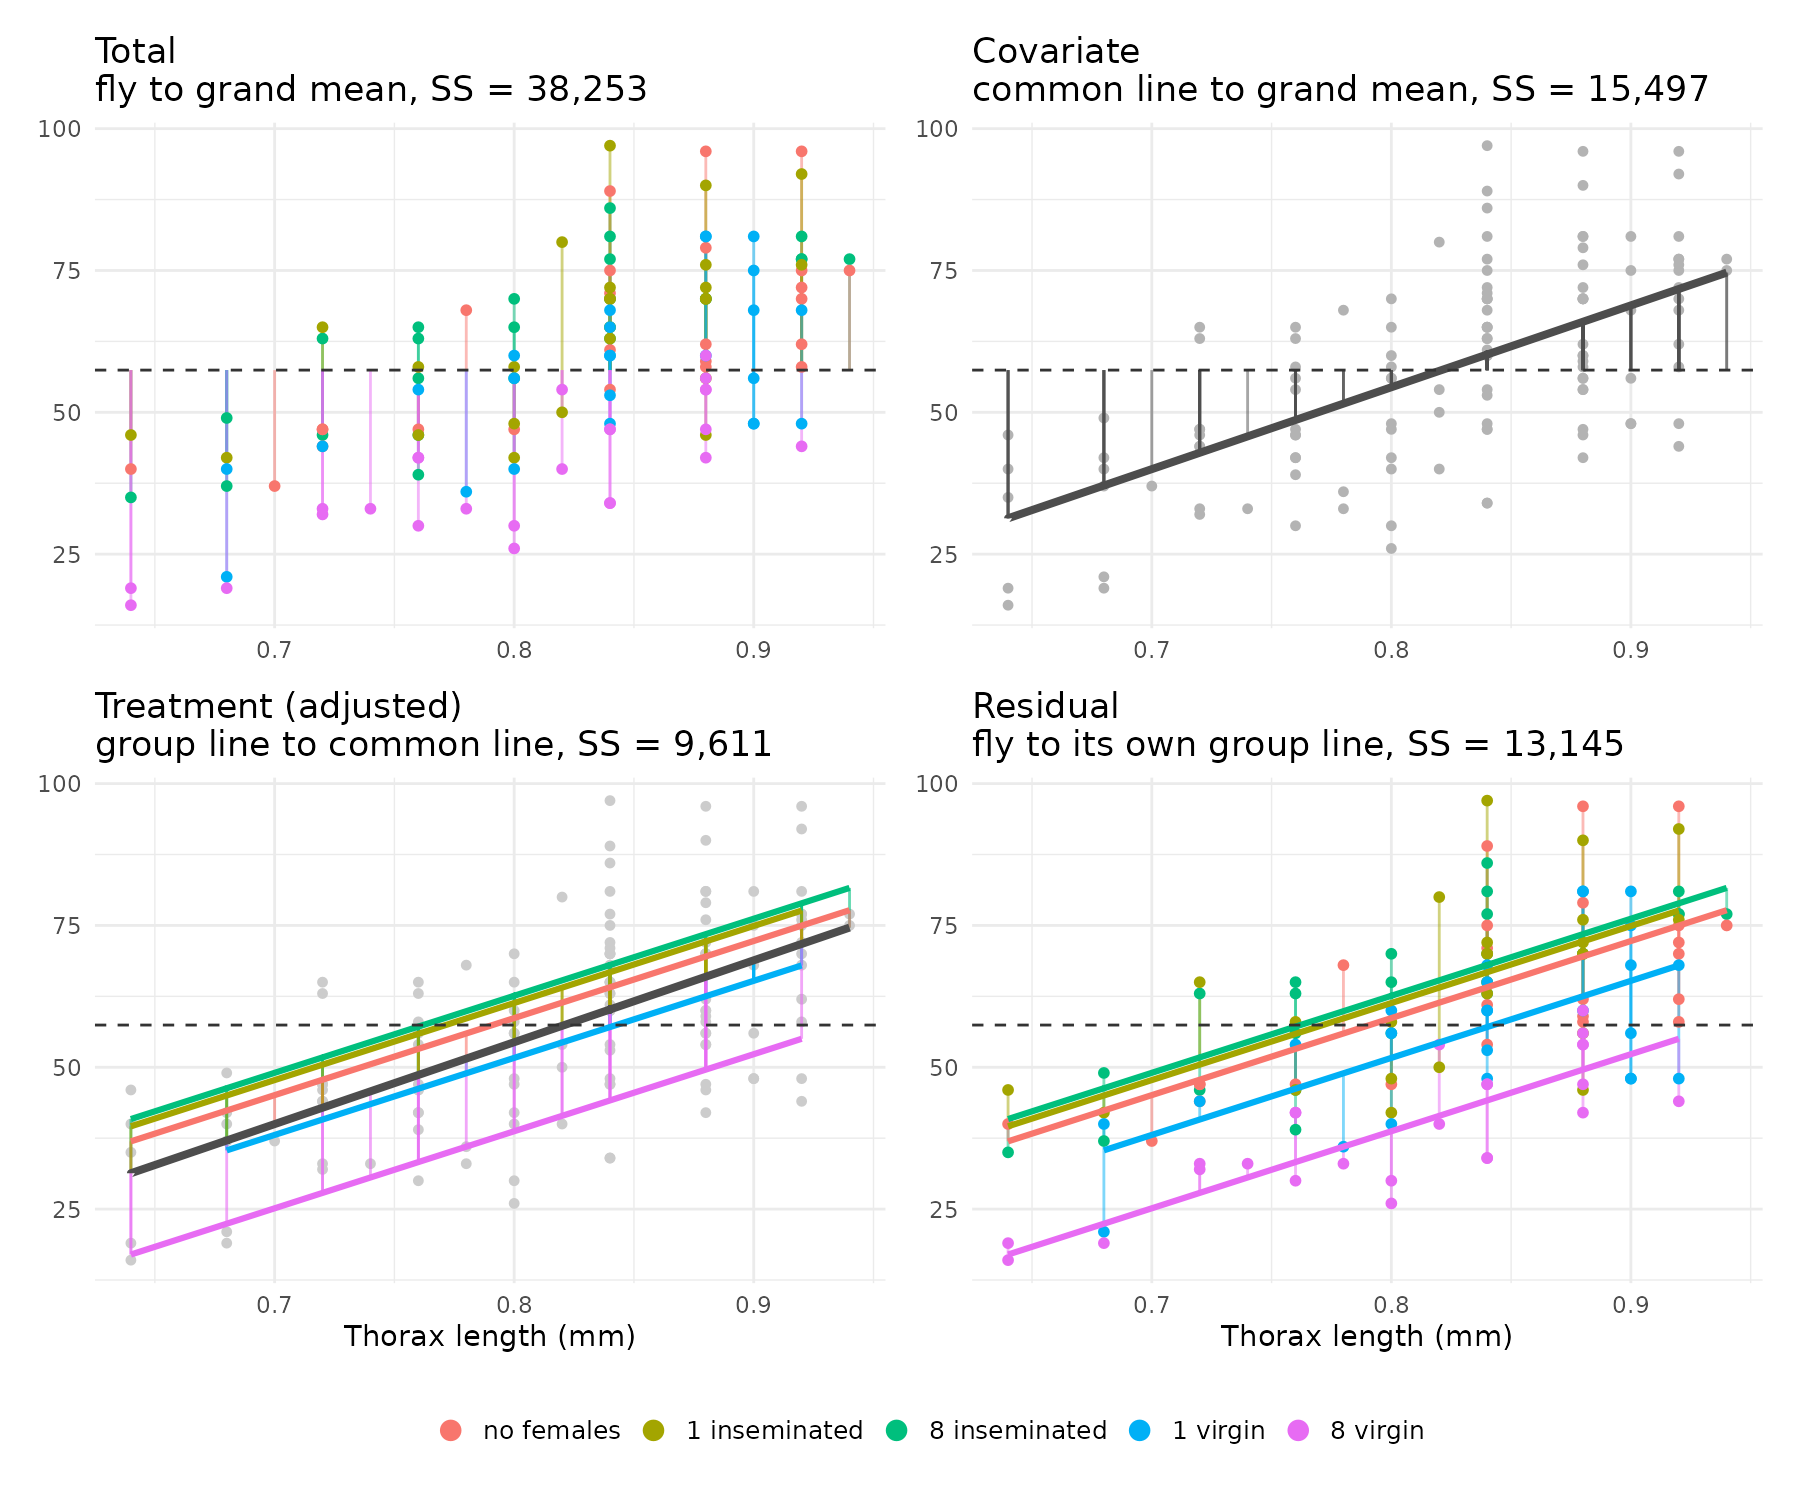 Total
fly to grand mean, SS = 38,253
100
75
50
25
0.7 0.8 0.9
Covariate
common line to grand mean, SS = 15,497
100
75
50
25
0.7 0.8 0.9
Treatment (adjusted)
group line to common line, SS = 9,611
100
75
50
25
0.7 0.8 0.9
Thorax length (mm)
Residual
fly to its own group line, SS = 13,145
100
75
50
25
0.7 0.8 0.9
Thorax length (mm)
no females 1 inseminated 8 inseminated 1 virgin 8 virgin